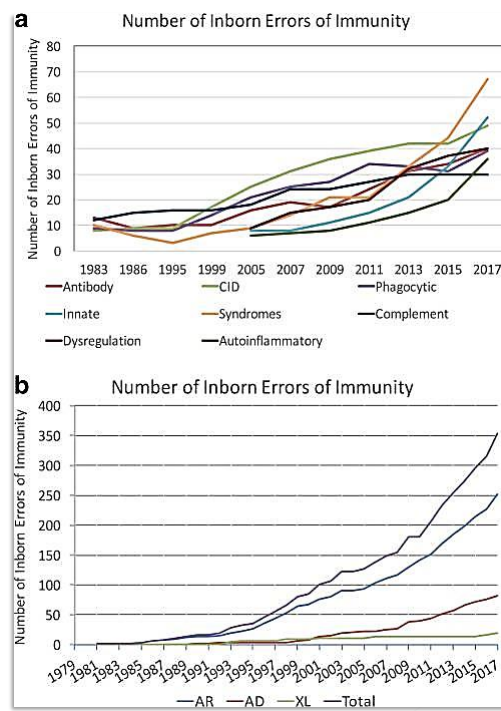 a
Number of Inborn Errors of Immunity
Number of Inborn Errors of Immunity
80
70
60
50
40
30
20
10
0
1983 1986 1995 1999 2005 2007 2009 2011 2013 2015 2017
Antibody CID Phagocytic
Innate Syndromes Complement
Dysregulation Autoinflammatory
b
Number of Inborn Errors of Immunity
Number of Inborn Errors of Immunity
400
350
300
250
200
150
100
50
0
1979 1981 1983 1985 1987 1989 1991 1993 1995 1997 1999 2001 2003 2005 2007 2009 2011 2013 2015 2017
AR AD XL Total